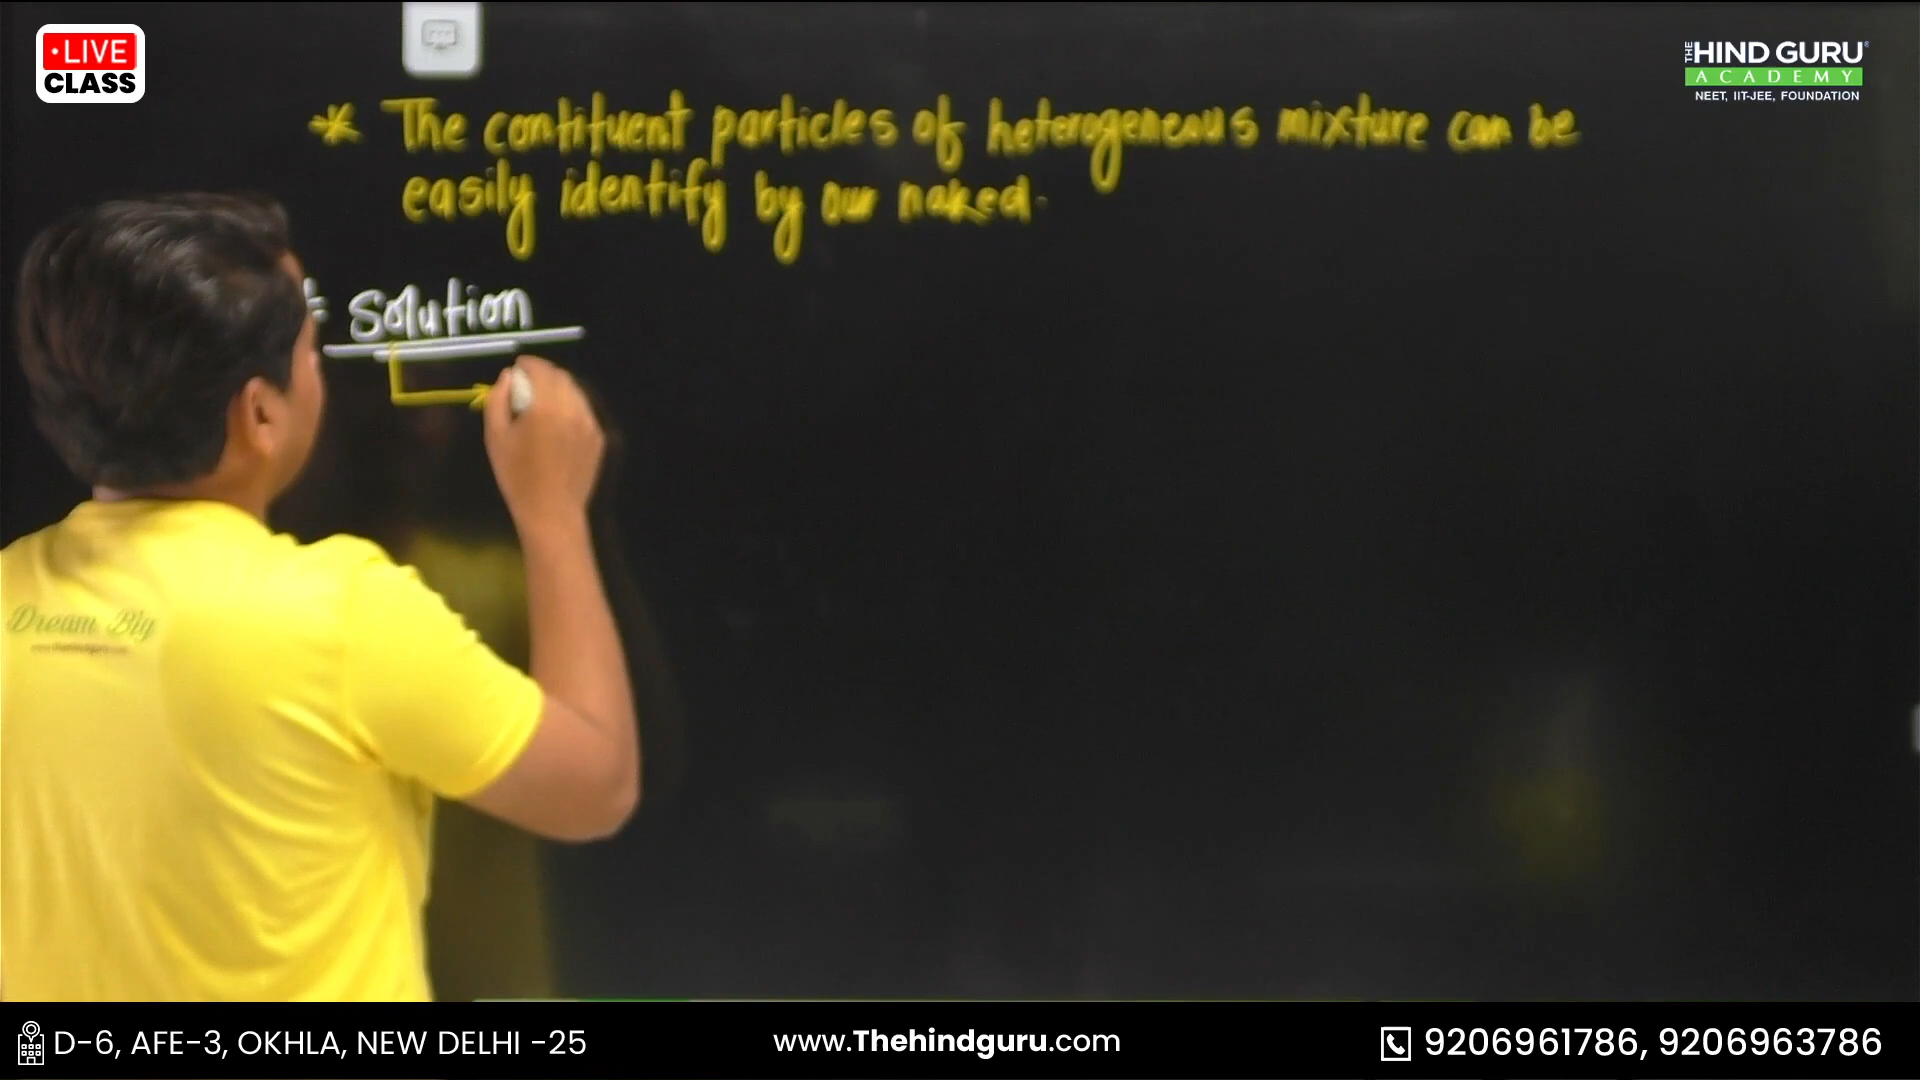 LIVE
CLASS
THE HIND GURU
ACADEMY
NEET, IIT-JEE, FOUNDATION
* The contituent particles of heterogeneous mixture can be
easily identify by our naked.
Solution
Dream Big
D-6, AFE-3, OKHLA, NEW DELHI -25
www.Thehindguru.com
9206961786, 9206963786